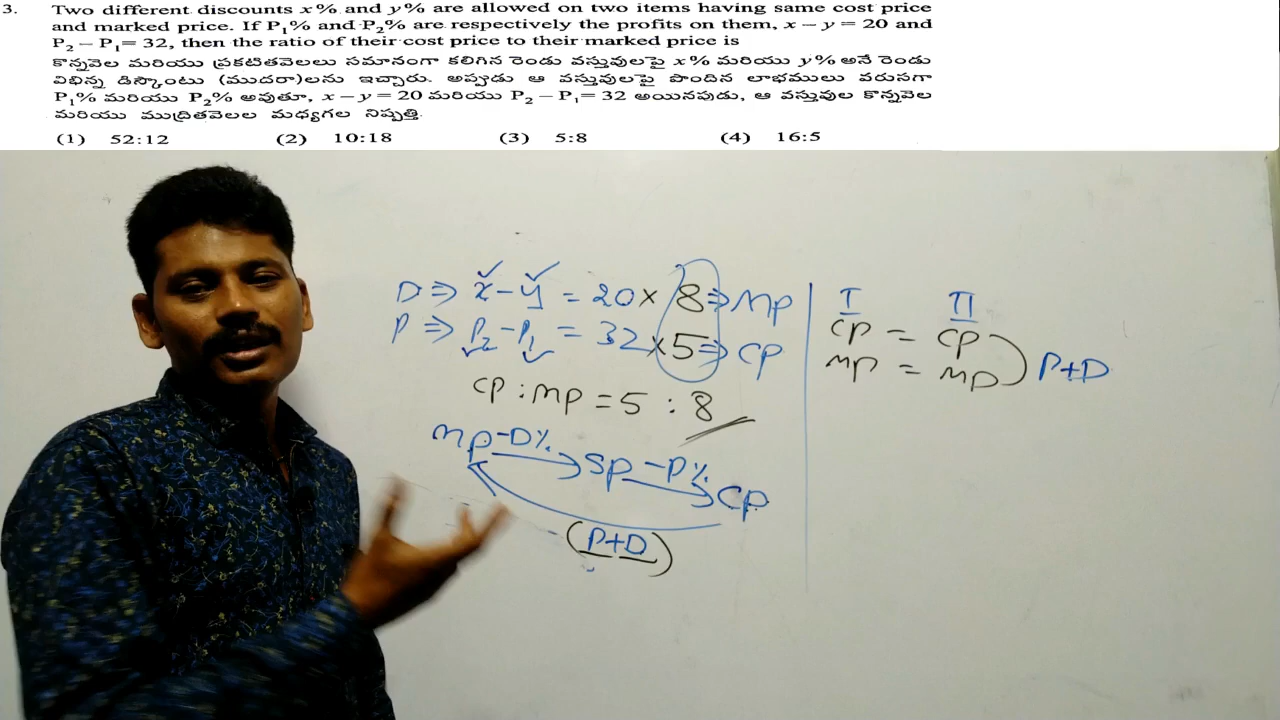 3. Two different discounts x% and y% are allowed on two items having same cost price
and marked price. If P₁% and P₂% are respectively the profits on them, x − y = 20 and
P₂ − P₁= 32, then the ratio of their cost price to their marked price is
కొన్నవెల మరియు ప్రకటితవెలలు సమానంగా కలిగిన రెండు వస్తువులపై x% మరియు y% అనే రెండు
విభిన్న డిస్కౌంటు (ముదరా)లను ఇచ్చారు. అప్పుడు ఆ వస్తువులపై పొందిన లాభములు వరుసగా
P₁% మరియు P₂% అవుతూ, x − y = 20 మరియు P₂ − P₁= 32 అయినపుడు, ఆ వస్తువుల కొన్నవెల
మరియు ముద్రితవెలల మధ్యగల నిష్పత్తి.
(1) 52:12 (2) 10:18 (3) 5:8 (4) 16:5
D ⇒ x − y = 20 × 8 ⇒ MP
P ⇒ P₂ − P₁ = 32 × 5 ⇒ CP
CP : MP = 5 : 8
MP −D% → SP −P% → CP
(P+D)
I II
CP = CP
MP = MP
P+D